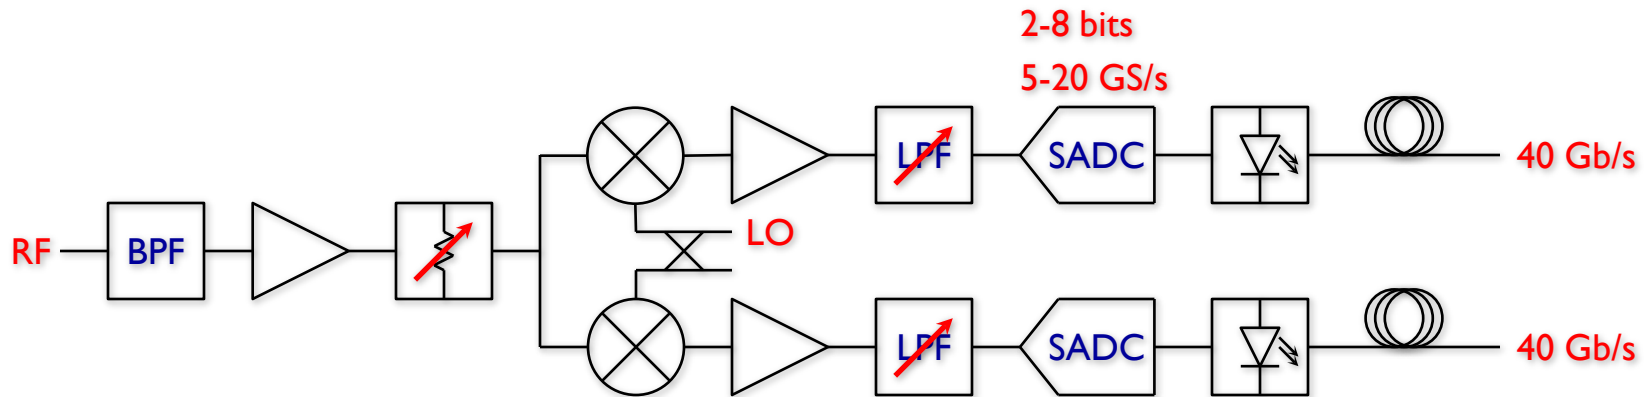 2-8 bits
5-20 GS/s
LPF
SADC
40 Gb/s
RF
BPF
LO
LPF
SADC
40 Gb/s